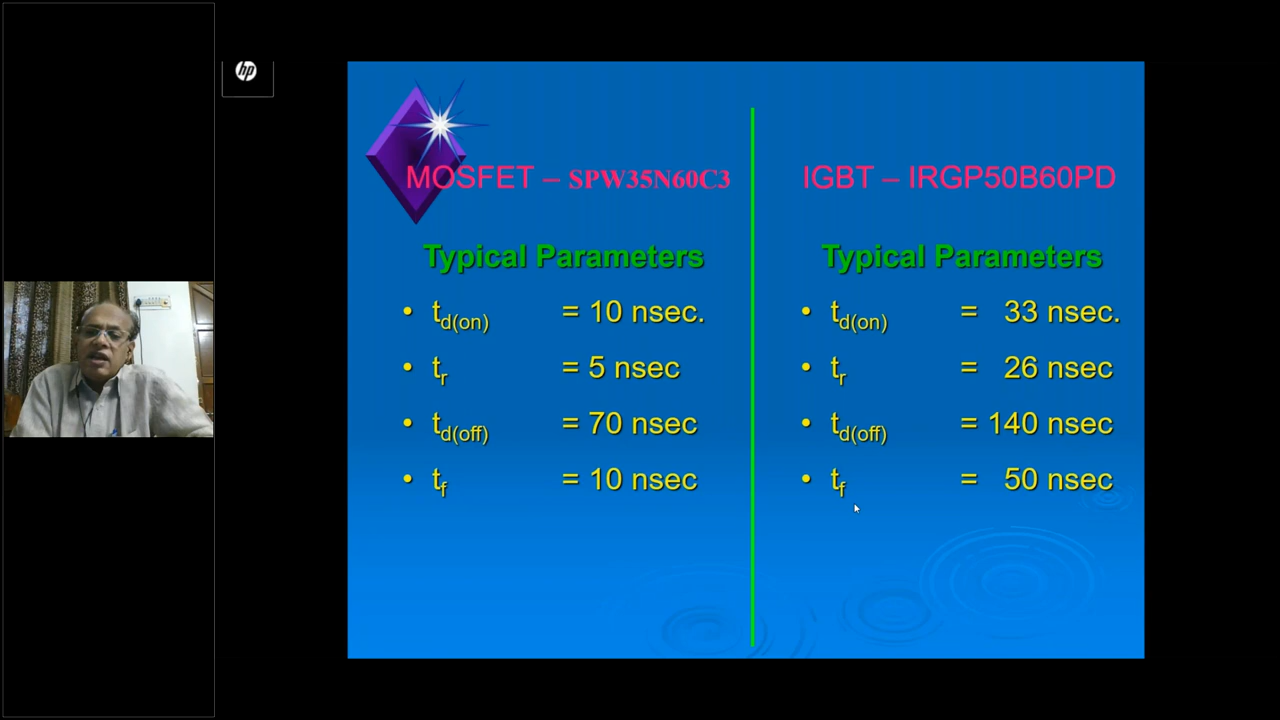 hp
MOSFET – SPW35N60C3
Typical Parameters
• td(on) = 10 nsec.
• tr = 5 nsec
• td(off) = 70 nsec
• tf = 10 nsec
IGBT – IRGP50B60PD
Typical Parameters
• td(on) = 33 nsec.
• tr = 26 nsec
• td(off) = 140 nsec
• tf = 50 nsec